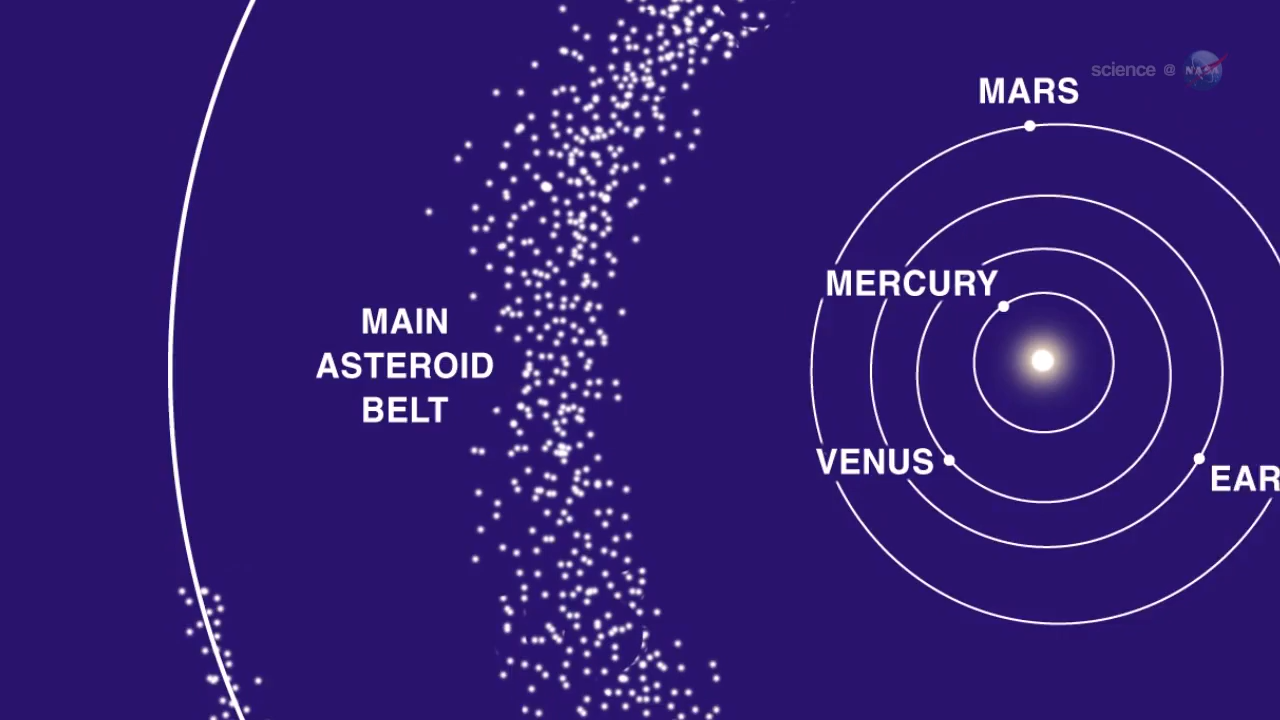 science @ NASA
MARS
MERCURY
MAIN
ASTEROID
BELT
VENUS
EAR